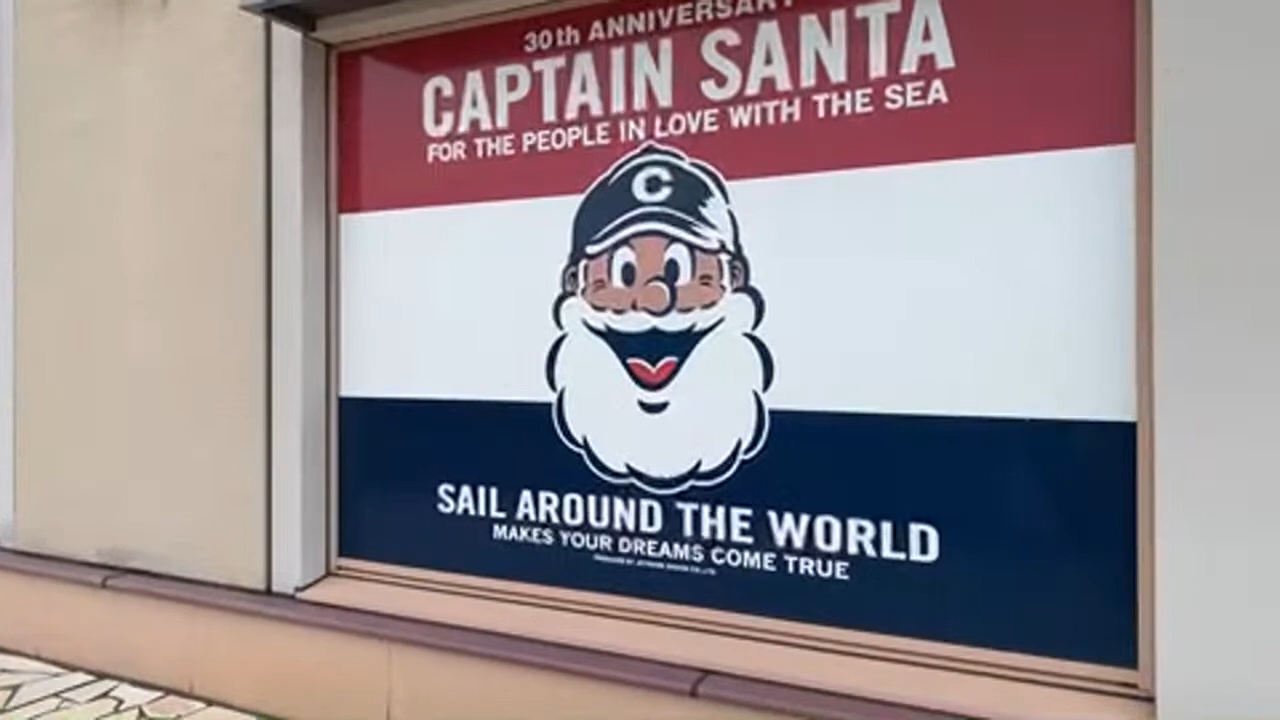 30th ANNIVERSARY
CAPTAIN SANTA
FOR THE PEOPLE IN LOVE WITH THE SEA
C
SAIL AROUND THE WORLD
MAKES YOUR DREAMS COME TRUE